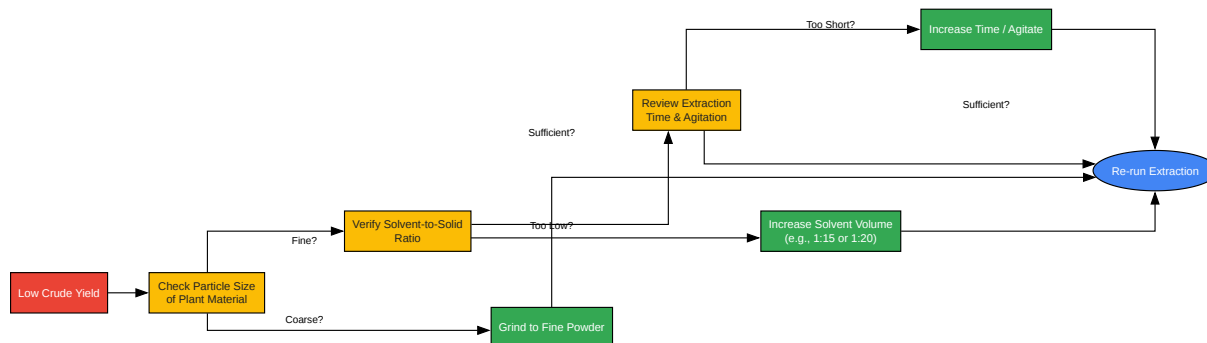 Too Short?
Increase Time / Agitate
Review Extraction
Time & Agitation
Sufficient?
Sufficient?
Re-run Extraction
Verify Solvent-to-Solid
Ratio
Too Low?
Increase Solvent Volume
(e.g., 1:15 or 1:20)
Fine?
Low Crude Yield
Check Particle Size
of Plant Material
Coarse?
Grind to Fine Powder